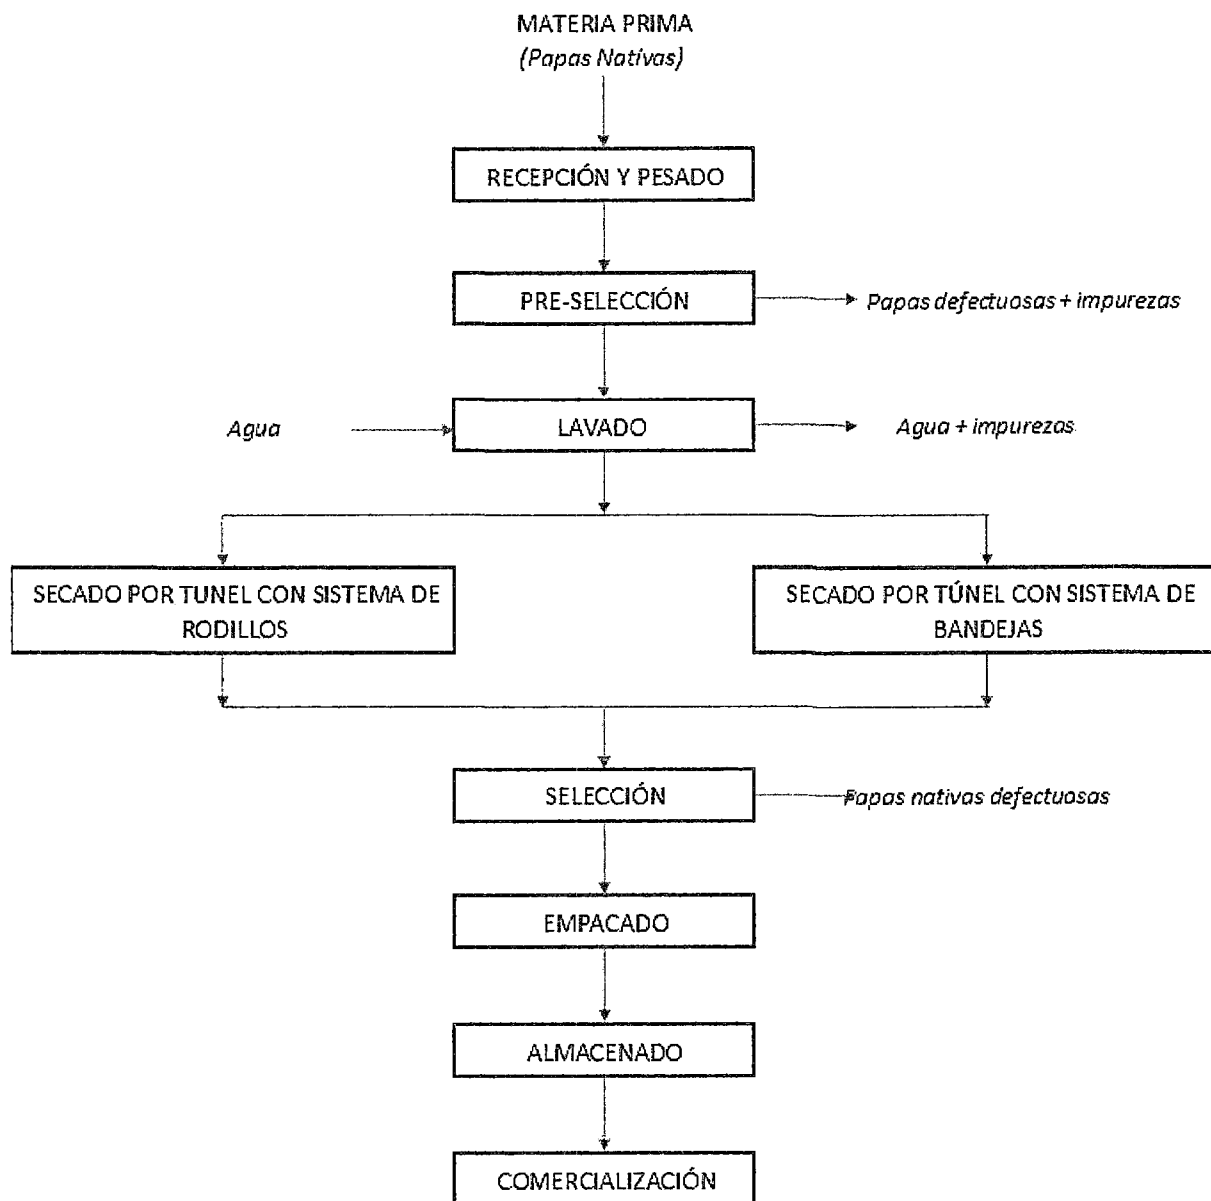 MATERIA PRIMA
(Papas Nativas)
RECEPCIÓN Y PESADO
PRE-SELECCIÓN
Papas defectuosas + impurezas
Agua
LAVADO
Agua + impurezas
SECADO POR TUNEL CON SISTEMA DE
RODILLOS
SECADO POR TÚNEL CON SISTEMA DE
BANDEJAS
SELECCIÓN
Papas nativas defectuosas
EMPACADO
ALMACENADO
COMERCIALIZACIÓN